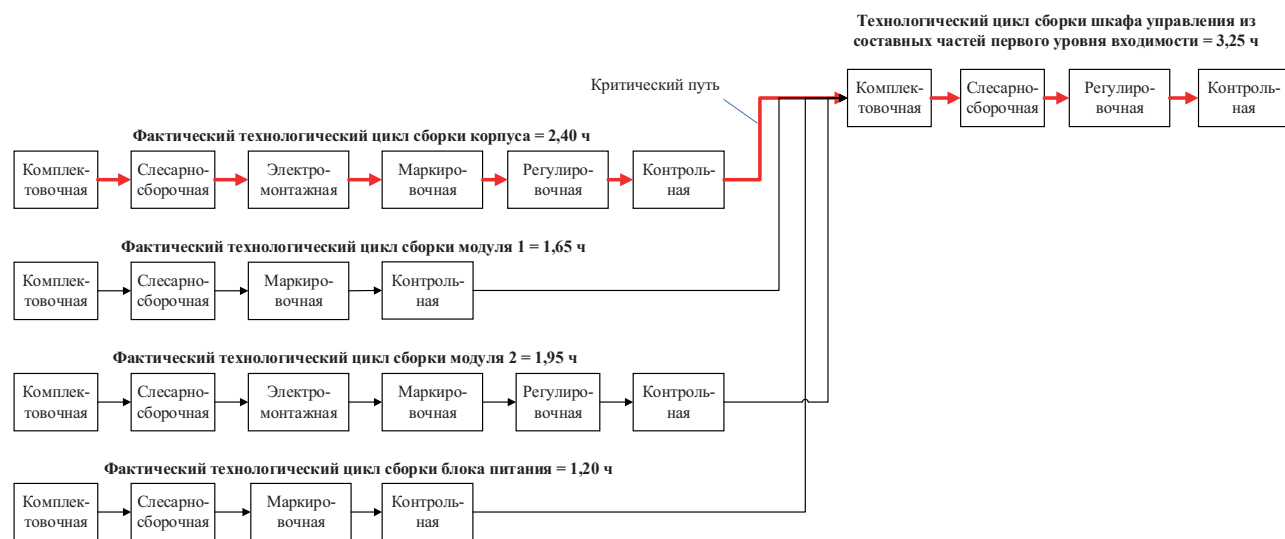 Технологический цикл сборки шкафа управления из
составных частей первого уровня входимости = 3,25 ч
Комплек-
товочная
Слесарно-
сборочная
Регулиро-
вочная
Контроль-
ная
Критический путь
Фактический технологический цикл сборки корпуса = 2,40 ч
Комплек-
товочная
Слесарно-
сборочная
Электро-
монтажная
Маркиро-
вочная
Регулиро-
вочная
Контроль-
ная
Фактический технологический цикл сборки модуля 1 = 1,65 ч
Комплек-
товочная
Слесарно-
сборочная
Маркиро-
вочная
Контроль-
ная
Фактический технологический цикл сборки модуля 2 = 1,95 ч
Комплек-
товочная
Слесарно-
сборочная
Электро-
монтажная
Маркиро-
вочная
Регулиро-
вочная
Контроль-
ная
Фактический технологический цикл сборки блока питания = 1,20 ч
Комплек-
товочная
Слесарно-
сборочная
Маркиро-
вочная
Контроль-
ная